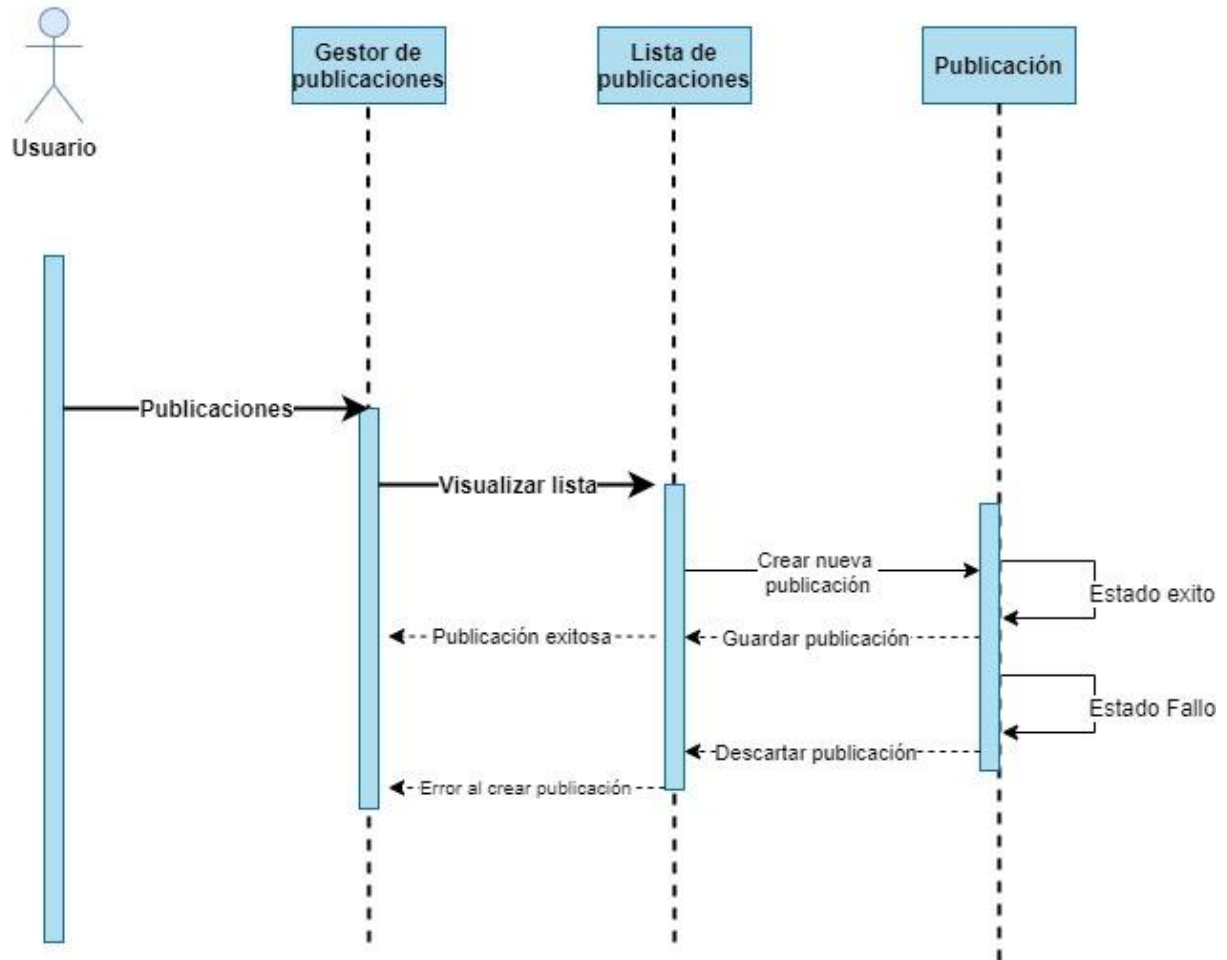 Gestor de
publicaciones
Lista de
publicaciones
Publicación
Usuario
Publicaciones
Visualizar lista
Crear nueva
publicación
Estado exito
Publicación exitosa
Guardar publicación
Estado Fallo
Descartar publicación
Error al crear publicación